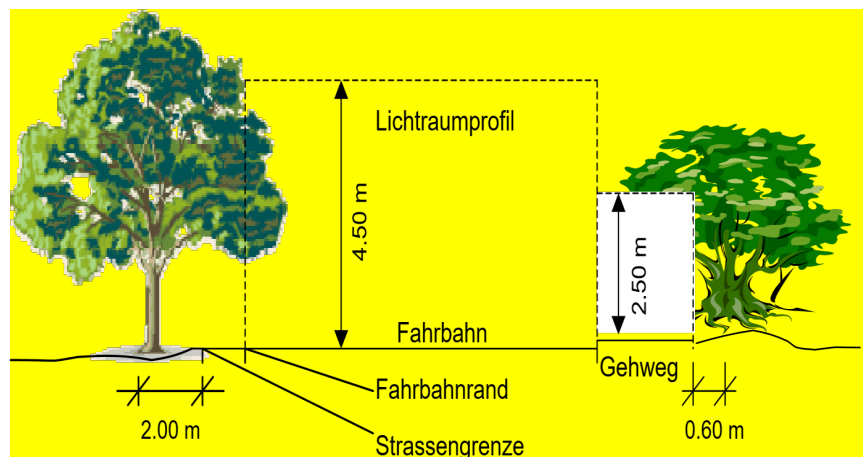 Lichtraumprofil
4.50 m
2.50 m
Fahrbahn
Gehweg
Fahrbahnrand
2.00 m
0.60 m
Strassengrenze